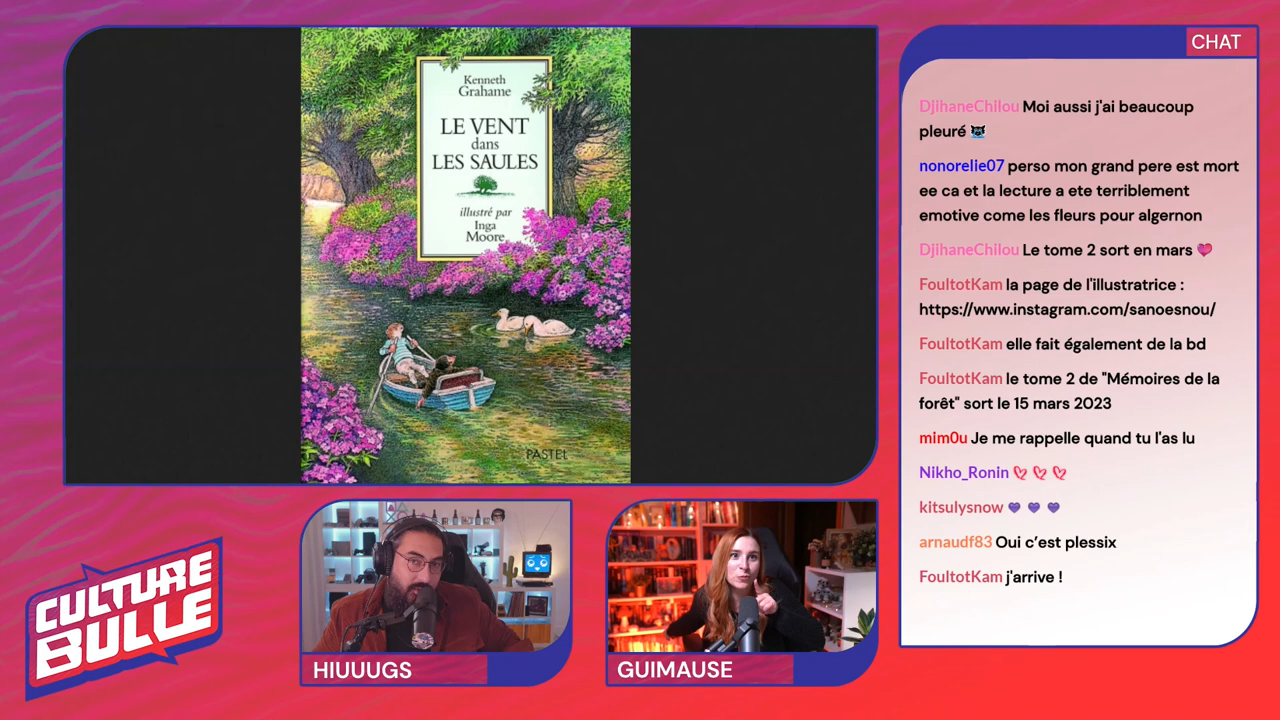 Kenneth
Grahame
LE VENT
dans
LES SAULES
illustré par
Inga
Moore
PASTEL
CHAT
DjihaneChilou Moi aussi j'ai beaucoup
pleuré
nonorelie07 perso mon grand pere est mort
ee ca et la lecture a ete terriblement
emotive come les fleurs pour algernon
DjihaneChilou Le tome 2 sort en mars
FoultotKam la page de l'illustratrice :
https://www.instagram.com/sanoesnou/
FoultotKam elle fait également de la bd
FoultotKam le tome 2 de "Mémoires de la
forêt" sort le 15 mars 2023
mim0u Je me rappelle quand tu l'as lu
Nikho_Ronin
kitsulysnow
arnaudf83 Oui c’est plessix
FoultotKam j'arrive !
CULTURE
BULLE
HIUUUGS
GUIMAUSE